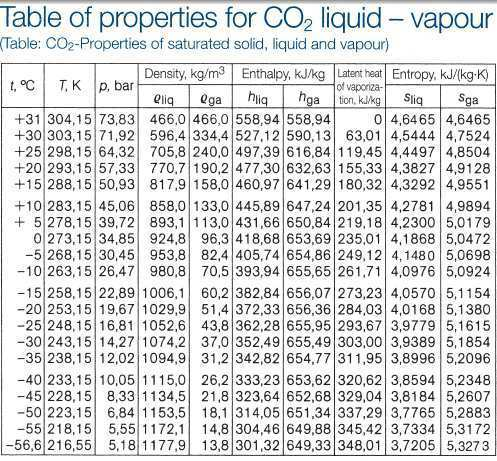 Table of properties for CO₂ liquid – vapour
(Table: CO₂-Properties of saturated solid, liquid and vapour)
t, ºC T, K p, bar Density, kg/m³ Enthalpy, kJ/kg Latent heat of vaporiza- tion, kJ/kg Entropy, kJ/(kg·K)
ϱliq ϱga hliq hga sliq sga
+31 304,15 73,83 466,0 466,0 558,94 558,94 0 4,6465 4,6465
+30 303,15 71,92 596,4 334,4 527,12 590,13 63,01 4,5444 4,7524
+25 298,15 64,32 705,8 240,0 497,39 616,84 119,45 4,4497 4,8504
+20 293,15 57,33 770,7 190,2 477,30 632,63 155,33 4,3827 4,9128
+15 288,15 50,93 817,9 158,0 460,97 641,29 180,32 4,3292 4,9551
+10 283,15 45,06 858,0 133,0 445,89 647,24 201,35 4,2781 4,9894
+ 5 278,15 39,72 893,1 113,0 431,66 650,84 219,18 4,2300 5,0179
0 273,15 34,85 924,8 96,3 418,68 653,69 235,01 4,1868 5,0472
−5 268,15 30,45 953,8 82,4 405,74 654,86 249,12 4,1480 5,0698
−10 263,15 26,47 980,8 70,5 393,94 655,65 261,71 4,0976 5,0924
−15 258,15 22,89 1006,1 60,2 382,84 656,07 273,23 4,0570 5,1154
−20 253,15 19,67 1029,9 51,4 372,33 656,36 284,03 4,0168 5,1380
−25 248,15 16,81 1052,6 43,8 362,28 655,95 293,67 3,9779 5,1615
−30 243,15 14,27 1074,2 37,0 352,49 655,49 303,00 3,9389 5,1854
−35 238,15 12,02 1094,9 31,2 342,82 654,77 311,95 3,8996 5,2096
−40 233,15 10,05 1115,0 26,2 333,23 653,62 320,62 3,8594 5,2348
−45 228,15 8,33 1134,5 21,8 323,64 652,68 329,04 3,8184 5,2607
−50 223,15 6,84 1153,5 18,1 314,05 651,34 337,29 3,7765 5,2883
−55 218,15 5,55 1172,1 14,8 304,46 649,88 345,42 3,7334 5,3172
−56,6 216,55 5,18 1177,9 13,8 301,32 649,33 348,01 3,7205 5,3273